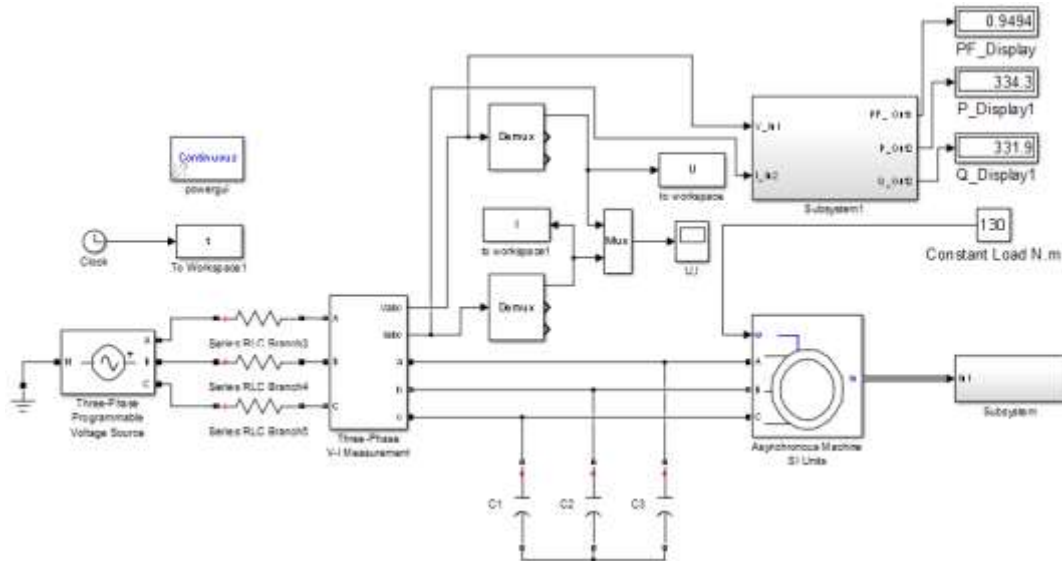 0.9494
PF_Display
334.3
P_Display1
331.9
Q_Display1
V_In1
I_In2
PF_Out1
P_Out2
Subsystem1
Demux
Continuous
powergui
U
to workspace
I
to workspace1
Mux
U,I
130
Constant Load N.m
Clock
t
To Workspace1
Demux
Vabc
Iabc
A
B
C
a
b
c
N
A
B
C
Series RLC Branch3
Series RLC Branch4
Series RLC Branch5
Three-Phase
Programmable
Voltage Source
Three-Phase
V-I Measurement
A
B
C
m
Asynchronous Machine
SI Units
In1
Subsystem
C1
C2
C3